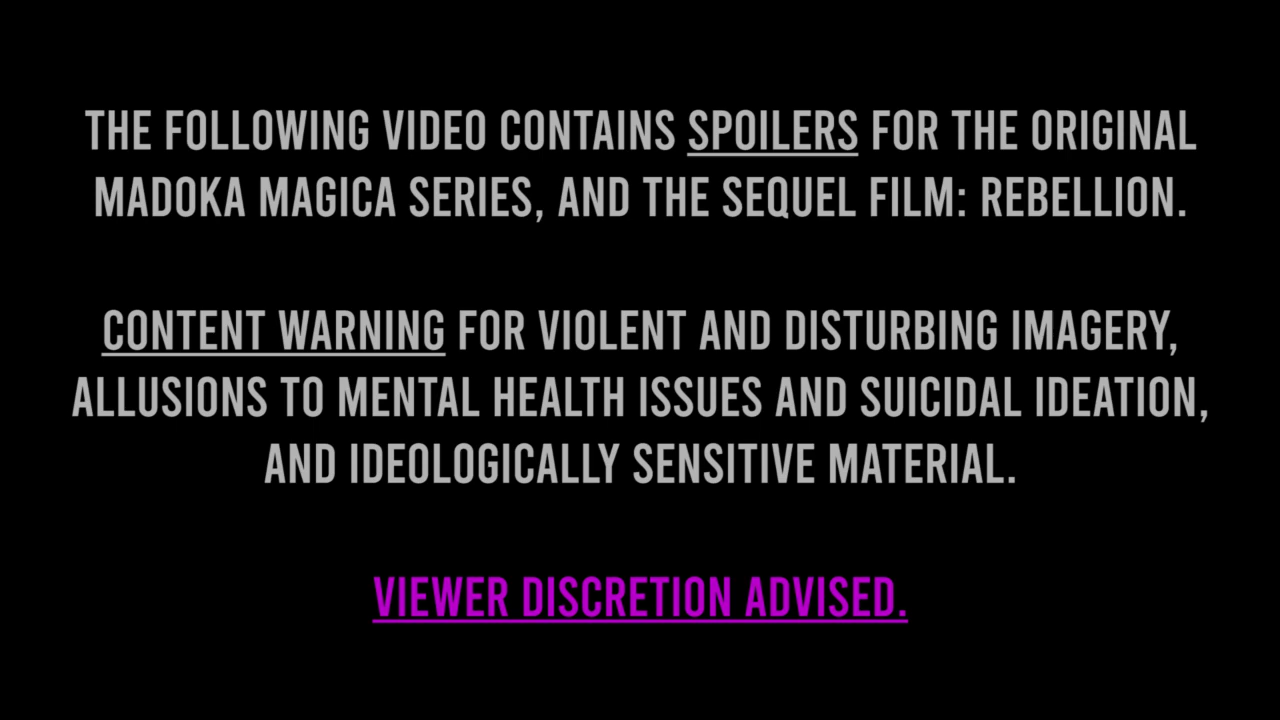 THE FOLLOWING VIDEO CONTAINS SPOILERS FOR THE ORIGINAL
MADOKA MAGICA SERIES, AND THE SEQUEL FILM: REBELLION.
CONTENT WARNING FOR VIOLENT AND DISTURBING IMAGERY,
ALLUSIONS TO MENTAL HEALTH ISSUES AND SUICIDAL IDEATION,
AND IDEOLOGICALLY SENSITIVE MATERIAL.
VIEWER DISCRETION ADVISED.